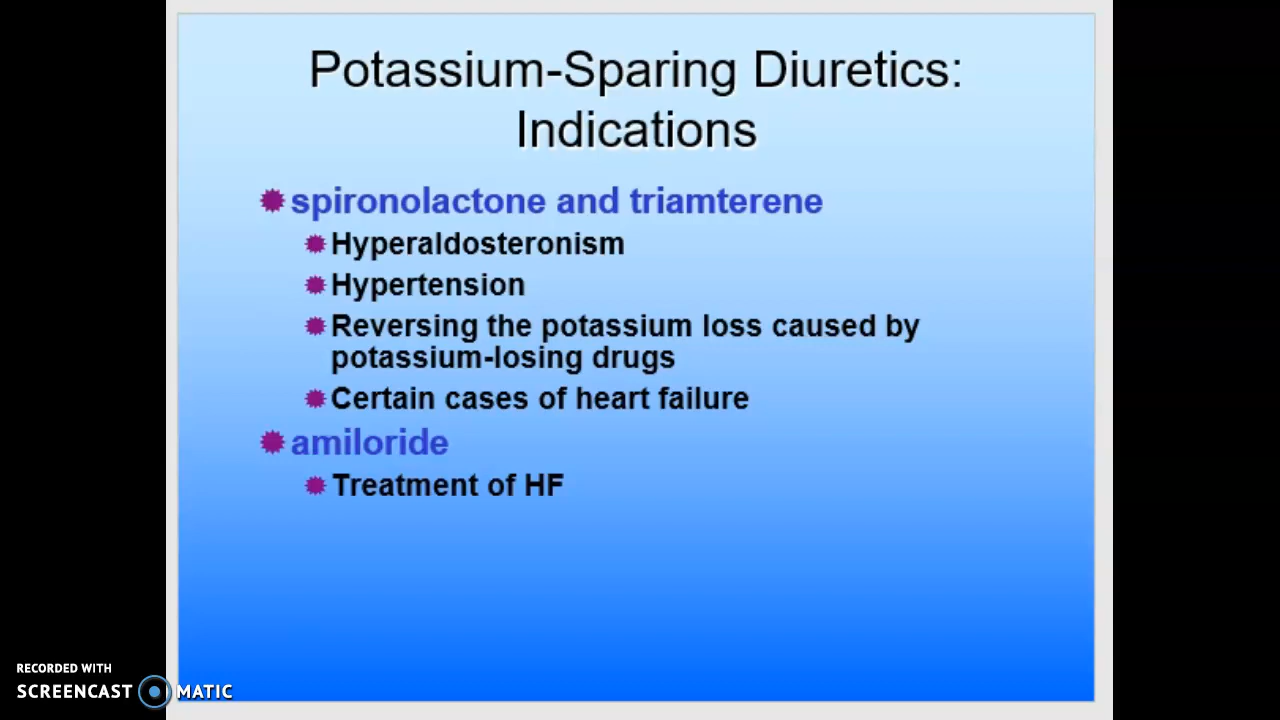 Potassium-Sparing Diuretics:
Indications
spironolactone and triamterene
Hyperaldosteronism
Hypertension
Reversing the potassium loss caused by
potassium-losing drugs
Certain cases of heart failure
amiloride
Treatment of HF
RECORDED WITH
SCREENCAST MATIC